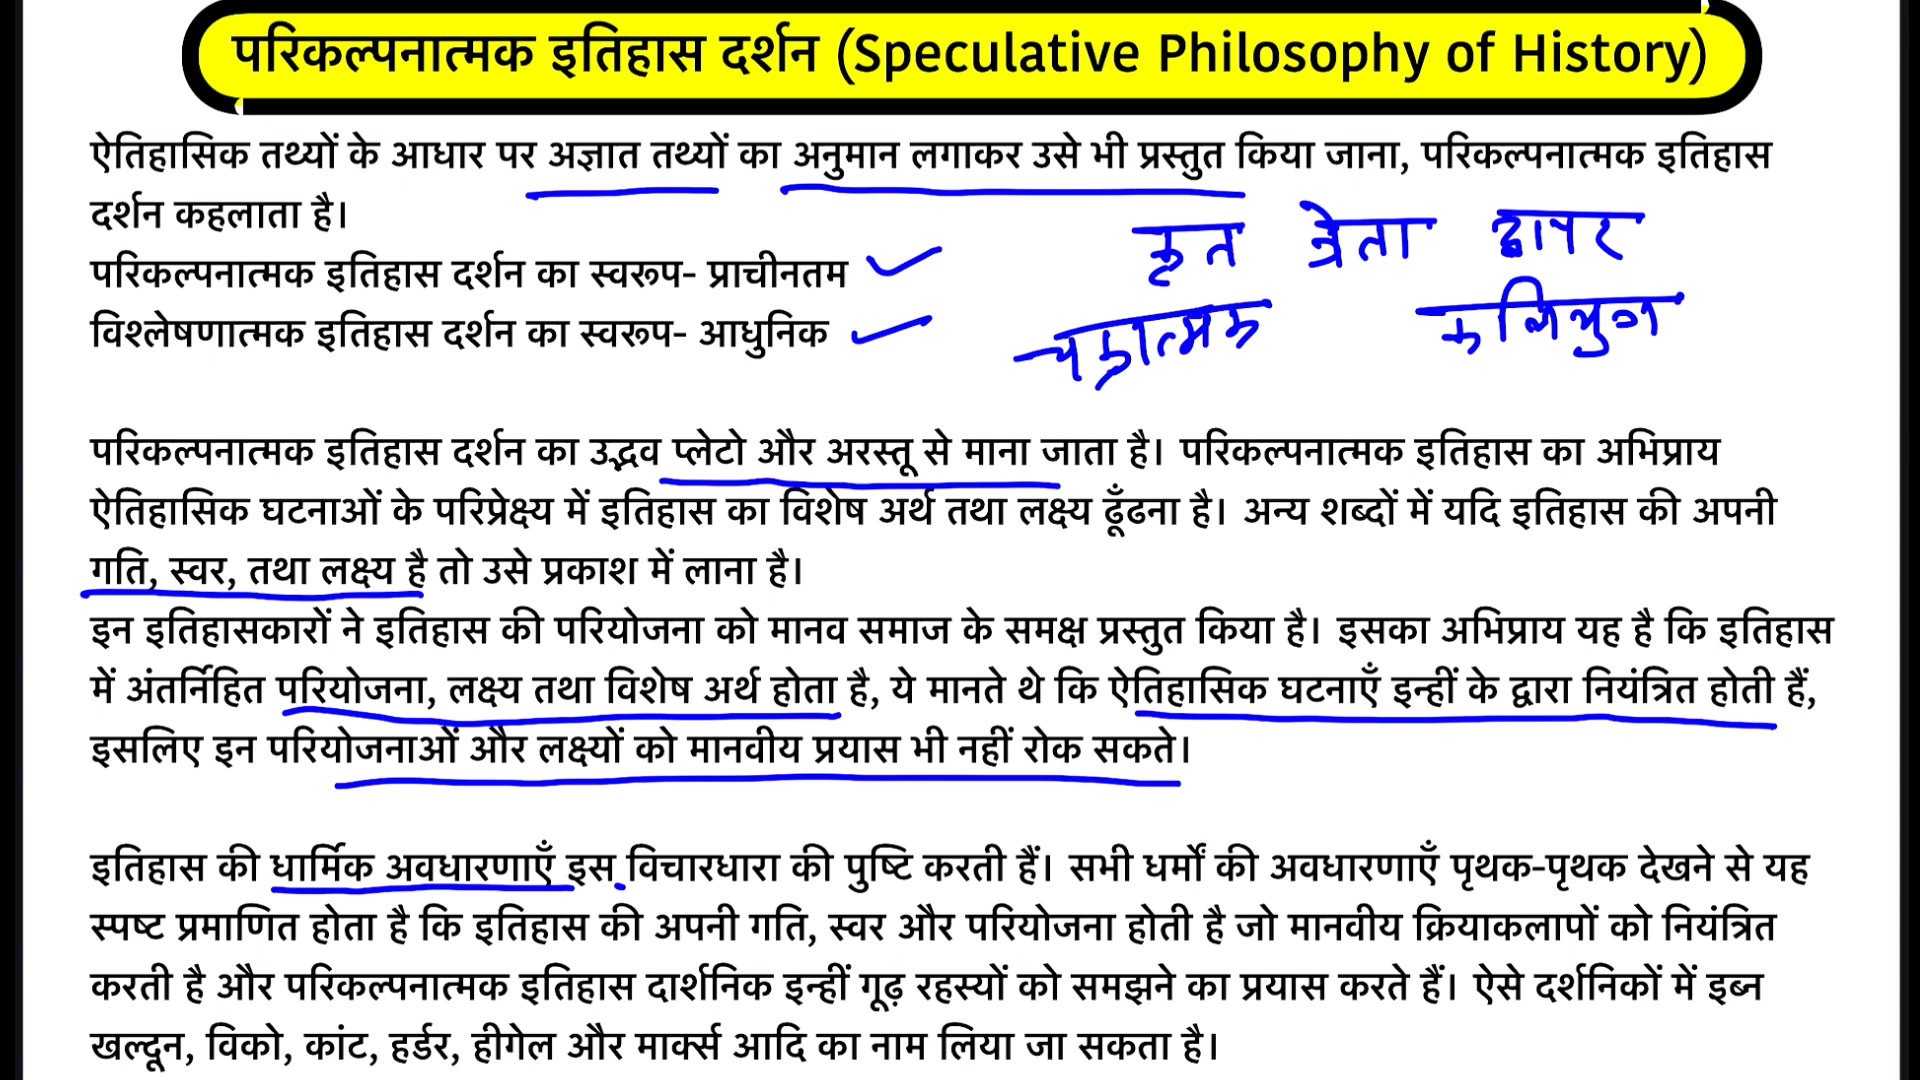 परिकल्पनात्मक इतिहास दर्शन (Speculative Philosophy of History)
ऐतिहासिक तथ्यों के आधार पर अज्ञात तथ्यों का अनुमान लगाकर उसे भी प्रस्तुत किया जाना, परिकल्पनात्मक इतिहास
दर्शन कहलाता है।
कृत त्रेता द्वापर
परिकल्पनात्मक इतिहास दर्शन का स्वरूप- प्राचीनतम
विश्लेषणात्मक इतिहास दर्शन का स्वरूप- आधुनिक
चक्रात्मक कलियुग
परिकल्पनात्मक इतिहास दर्शन का उद्भव प्लेटो और अरस्तू से माना जाता है। परिकल्पनात्मक इतिहास का अभिप्राय
ऐतिहासिक घटनाओं के परिप्रेक्ष्य में इतिहास का विशेष अर्थ तथा लक्ष्य ढूँढना है। अन्य शब्दों में यदि इतिहास की अपनी
गति, स्वर, तथा लक्ष्य है तो उसे प्रकाश में लाना है।
इन इतिहासकारों ने इतिहास की परियोजना को मानव समाज के समक्ष प्रस्तुत किया है। इसका अभिप्राय यह है कि इतिहास
में अंतर्निहित परियोजना, लक्ष्य तथा विशेष अर्थ होता है, ये मानते थे कि ऐतिहासिक घटनाएँ इन्हीं के द्वारा नियंत्रित होती हैं,
इसलिए इन परियोजनाओं और लक्ष्यों को मानवीय प्रयास भी नहीं रोक सकते।
इतिहास की धार्मिक अवधारणाएँ इस विचारधारा की पुष्टि करती हैं। सभी धर्मों की अवधारणाएँ पृथक-पृथक देखने से यह
स्पष्ट प्रमाणित होता है कि इतिहास की अपनी गति, स्वर और परियोजना होती है जो मानवीय क्रियाकलापों को नियंत्रित
करती है और परिकल्पनात्मक इतिहास दार्शनिक इन्हीं गूढ़ रहस्यों को समझने का प्रयास करते हैं। ऐसे दर्शनिकों में इब्न
खल्दून, विको, कांट, हर्डर, हीगेल और मार्क्स आदि का नाम लिया जा सकता है।